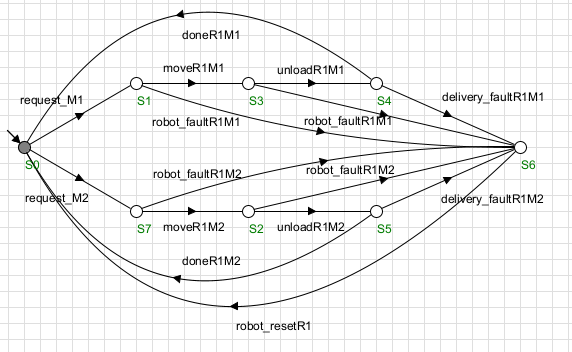 doneR1M1
moveR1M1
unloadR1M1
request_M1
S1
S3
S4
delivery_faultR1M1
robot_faultR1M1
robot_faultR1M1
S0
S6
robot_faultR1M2
robot_faultR1M2
request_M2
delivery_faultR1M2
S7
moveR1M2
S2
unloadR1M2
S5
doneR1M2
robot_resetR1